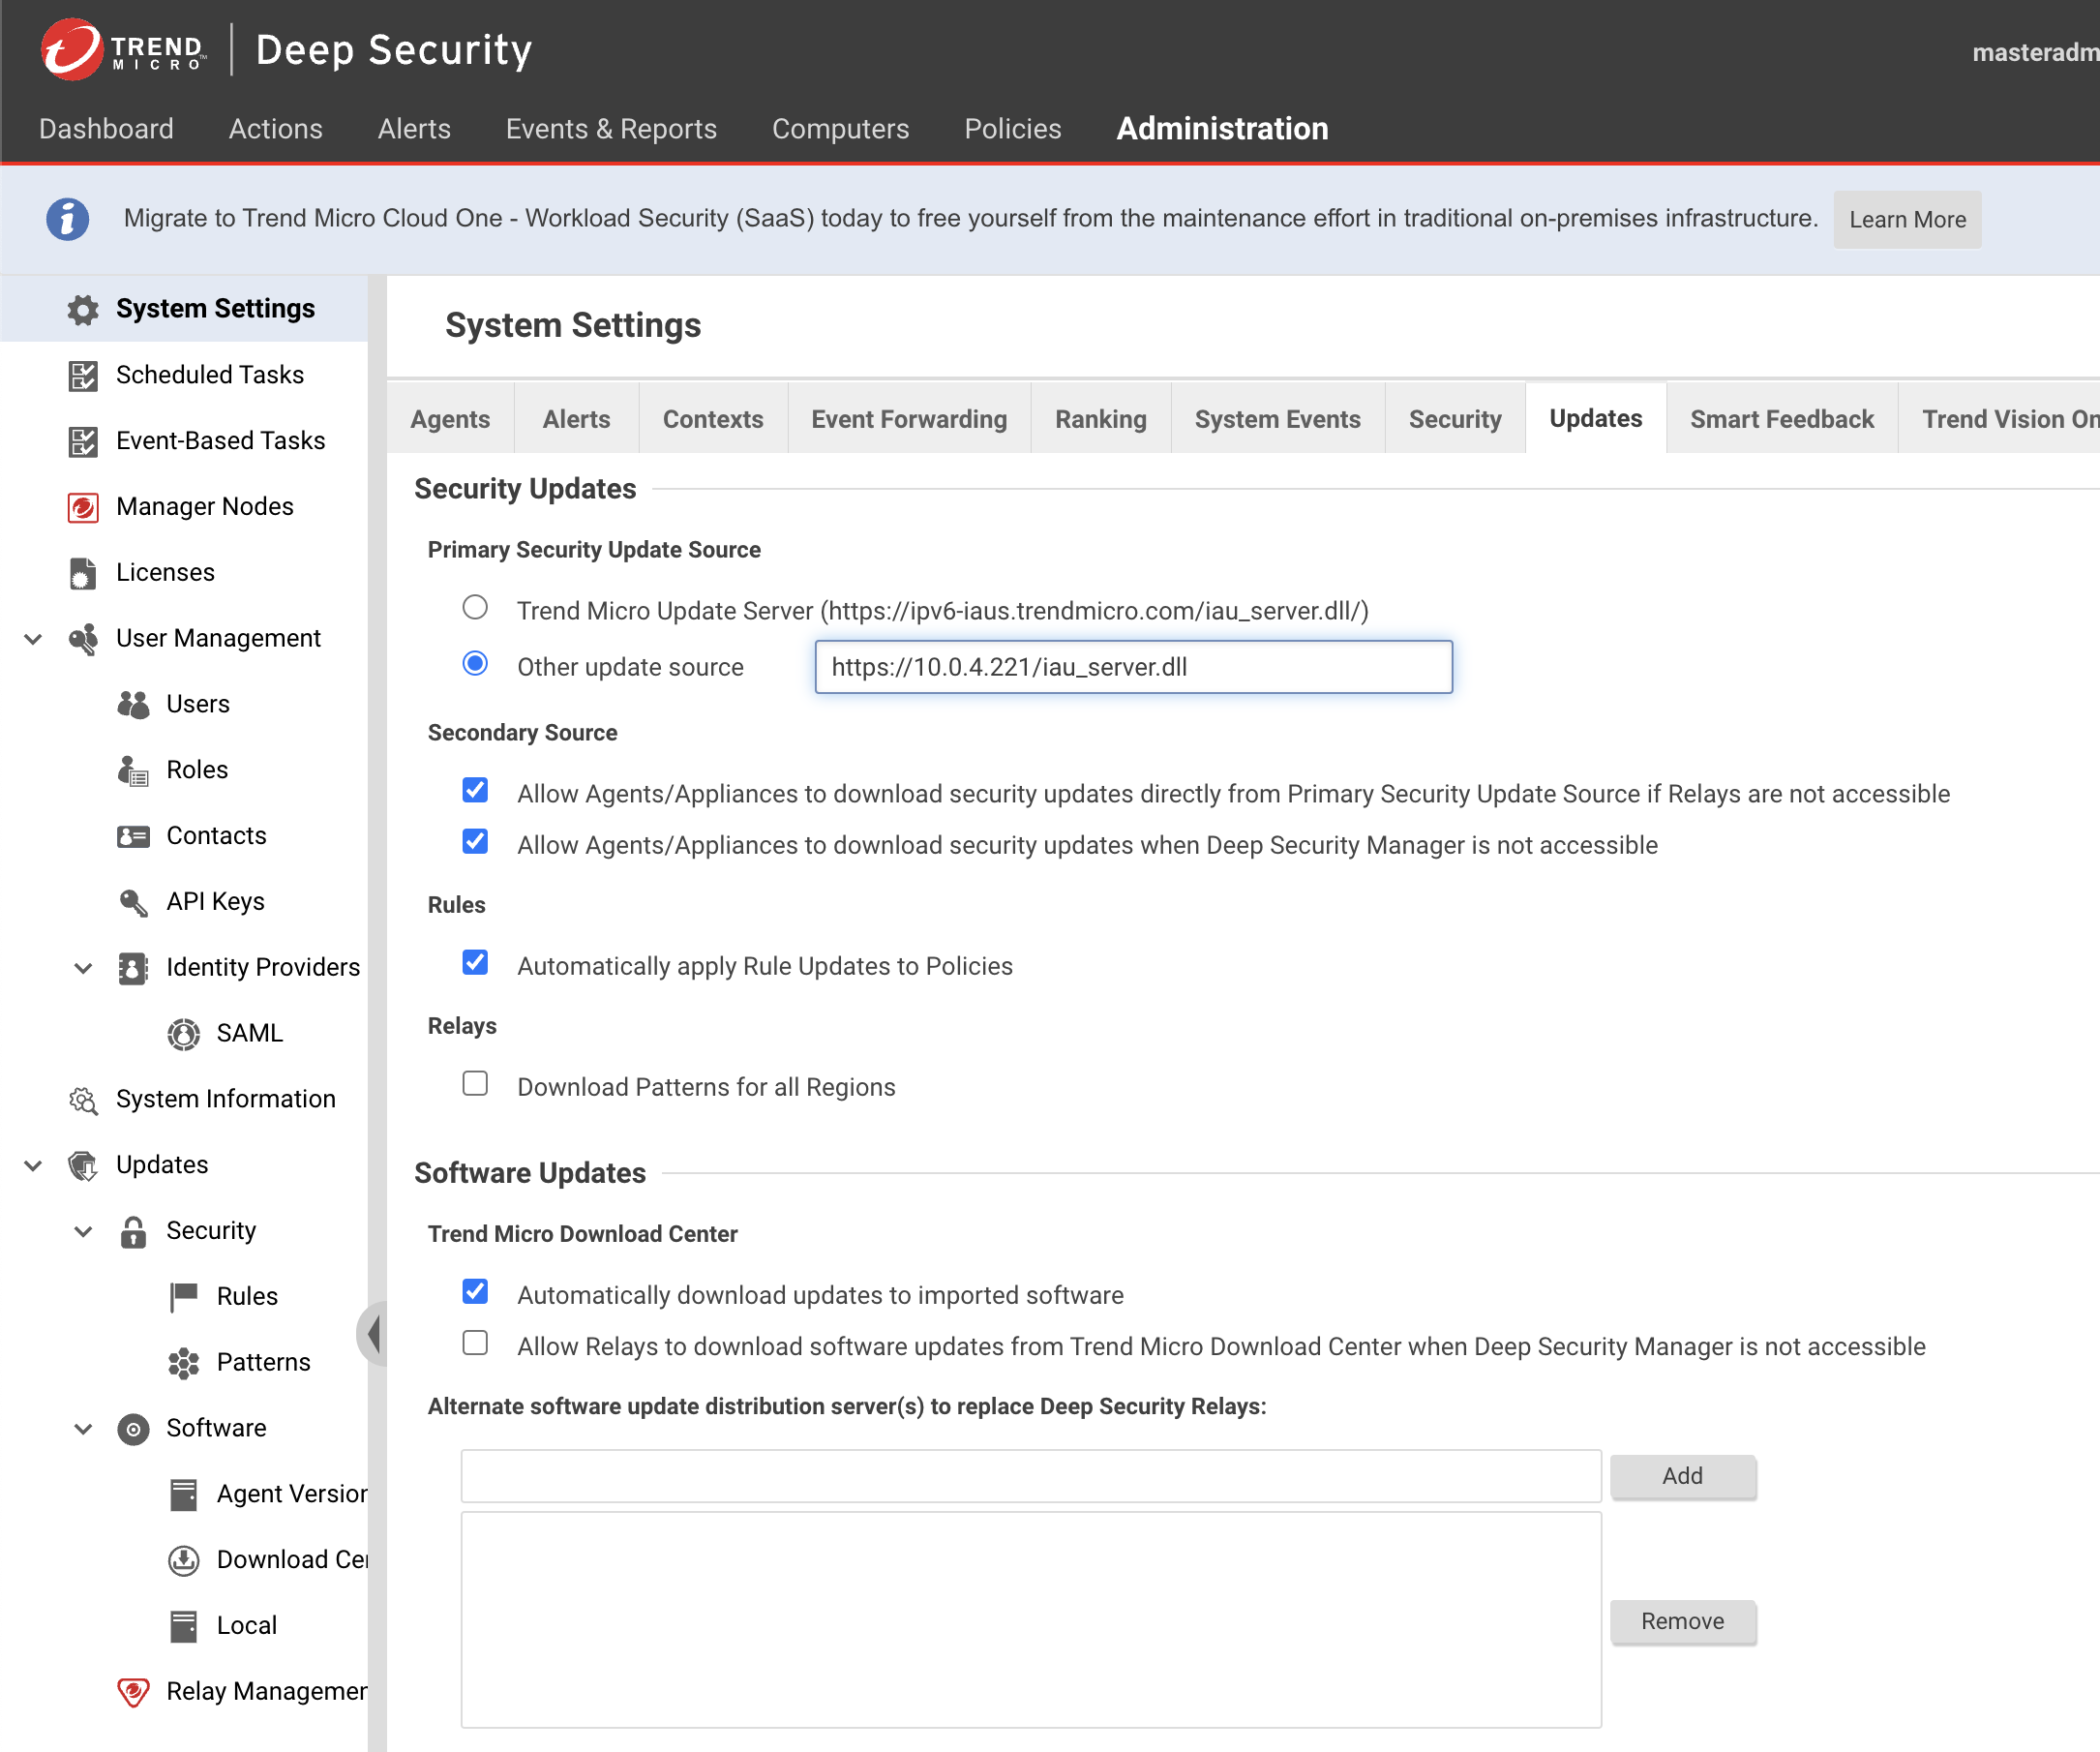 TREND MICRO™ | Deep Security
masteradm
Dashboard Actions Alerts Events & Reports Computers Policies Administration
Migrate to Trend Micro Cloud One - Workload Security (SaaS) today to free yourself from the maintenance effort in traditional on-premises infrastructure. Learn More
System Settings
Scheduled Tasks
Event-Based Tasks
Manager Nodes
Licenses
User Management
Users
Roles
Contacts
API Keys
Identity Providers
SAML
System Information
Updates
Security
Rules
Patterns
Software
Agent Version
Download Cen
Local
Relay Managemen
System Settings
Agents Alerts Contexts Event Forwarding Ranking System Events Security Updates Smart Feedback Trend Vision On
Security Updates
Primary Security Update Source
Trend Micro Update Server (https://ipv6-iaus.trendmicro.com/iau_server.dll/)
Other update source https://10.0.4.221/iau_server.dll
Secondary Source
Allow Agents/Appliances to download security updates directly from Primary Security Update Source if Relays are not accessible
Allow Agents/Appliances to download security updates when Deep Security Manager is not accessible
Rules
Automatically apply Rule Updates to Policies
Relays
Download Patterns for all Regions
Software Updates
Trend Micro Download Center
Automatically download updates to imported software
Allow Relays to download software updates from Trend Micro Download Center when Deep Security Manager is not accessible
Alternate software update distribution server(s) to replace Deep Security Relays:
Add
Remove